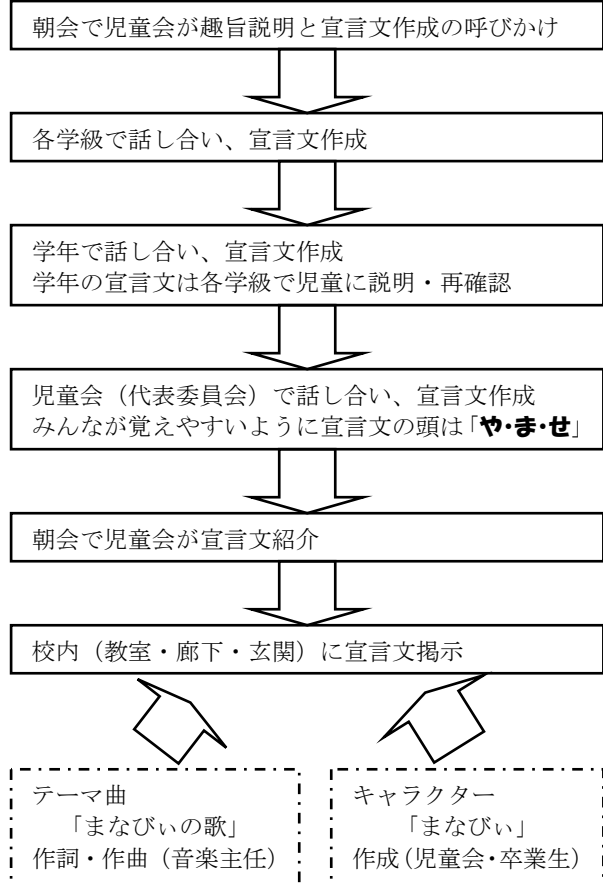 朝会で児童会が趣旨説明と宣言文作成の呼びかけ
各学級で話し合い、宣言文作成
学年で話し合い、宣言文作成
学年の宣言文は各学級で児童に説明・再確認
児童会（代表委員会）で話し合い、宣言文作成
みんなが覚えやすいように宣言文の頭は「や・ま・せ」
朝会で児童会が宣言文紹介
校内（教室・廊下・玄関）に宣言文掲示
テーマ曲
「まなびぃの歌」
作詞・作曲（音楽主任）
キャラクター
「まなびぃ」
作成（児童会・卒業生）